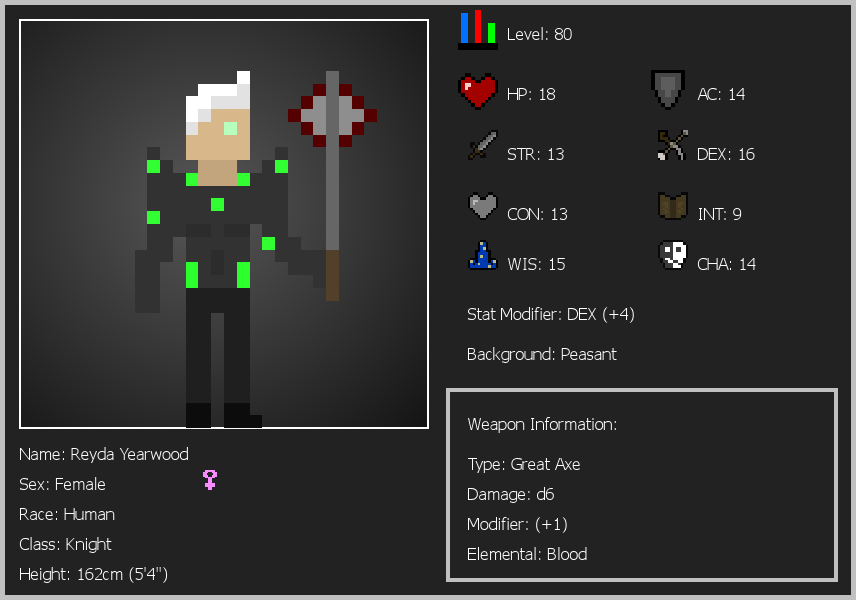 Level: 80
HP: 18
AC: 14
STR: 13
DEX: 16
CON: 13
INT: 9
WIS: 15
CHA: 14
Stat Modifier: DEX (+4)
Background: Peasant
Weapon Information:
Type: Great Axe
Damage: d6
Modifier: (+1)
Elemental: Blood
Name: Reyda Yearwood
Sex: Female
Race: Human
Class: Knight
Height: 162cm (5'4")